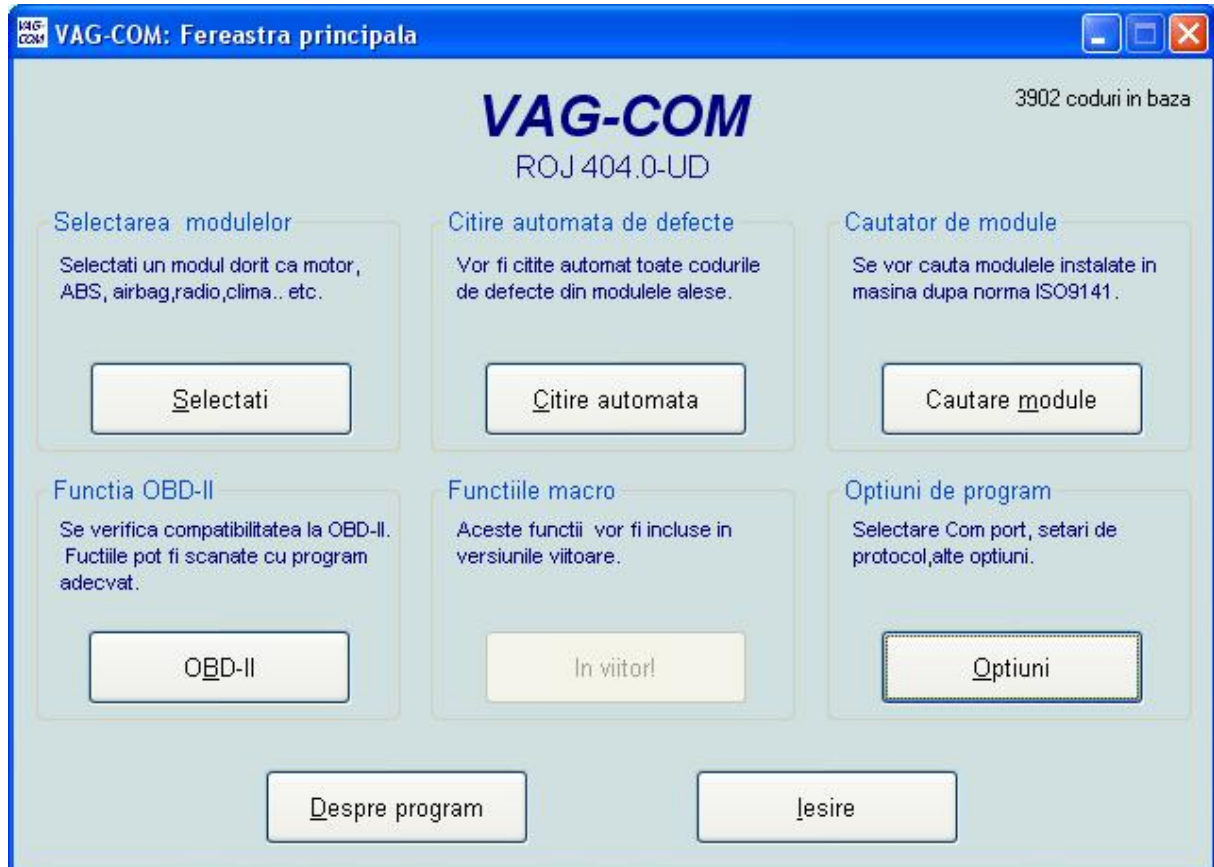 VAG-COM
VAG-COM: Fereastra principala
3902 coduri in baza
VAG-COM
ROJ 404.0-UD
Selectarea modulelor
Selectati un modul dorit ca motor,
ABS, airbag,radio,clima.. etc.
Selectati
Citire automata de defecte
Vor fi citite automat toate codurile
de defecte din modulele alese.
Citire automata
Cautator de module
Se vor cauta modulele instalate in
masina dupa norma ISO9141.
Cautare module
Functia OBD-II
Se verifica compatibilitatea la OBD-II.
Fuctiile pot fi scanate cu program
adecvat.
OBD-II
Functiile macro
Aceste functii vor fi incluse in
versiunile viitoare.
In viitor!
Optiuni de program
Selectare Com port, setari de
protocol,alte optiuni.
Optiuni
Despre program
Iesire